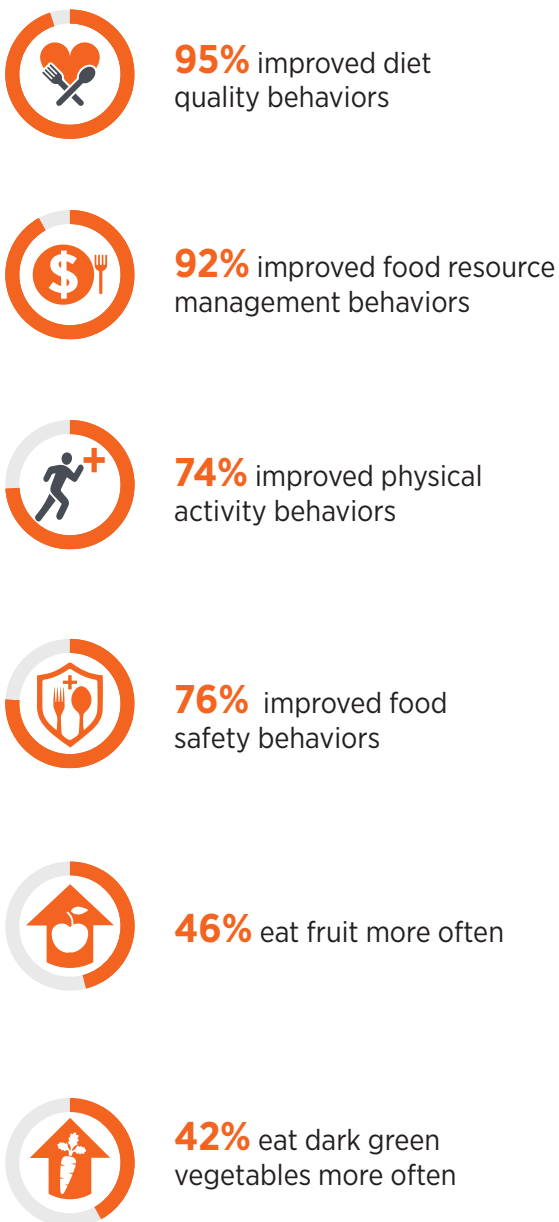 95% improved diet
quality behaviors
92% improved food resource
management behaviors
74% improved physical
activity behaviors
76% improved food
safety behaviors
46% eat fruit more often
42% eat dark green
vegetables more often